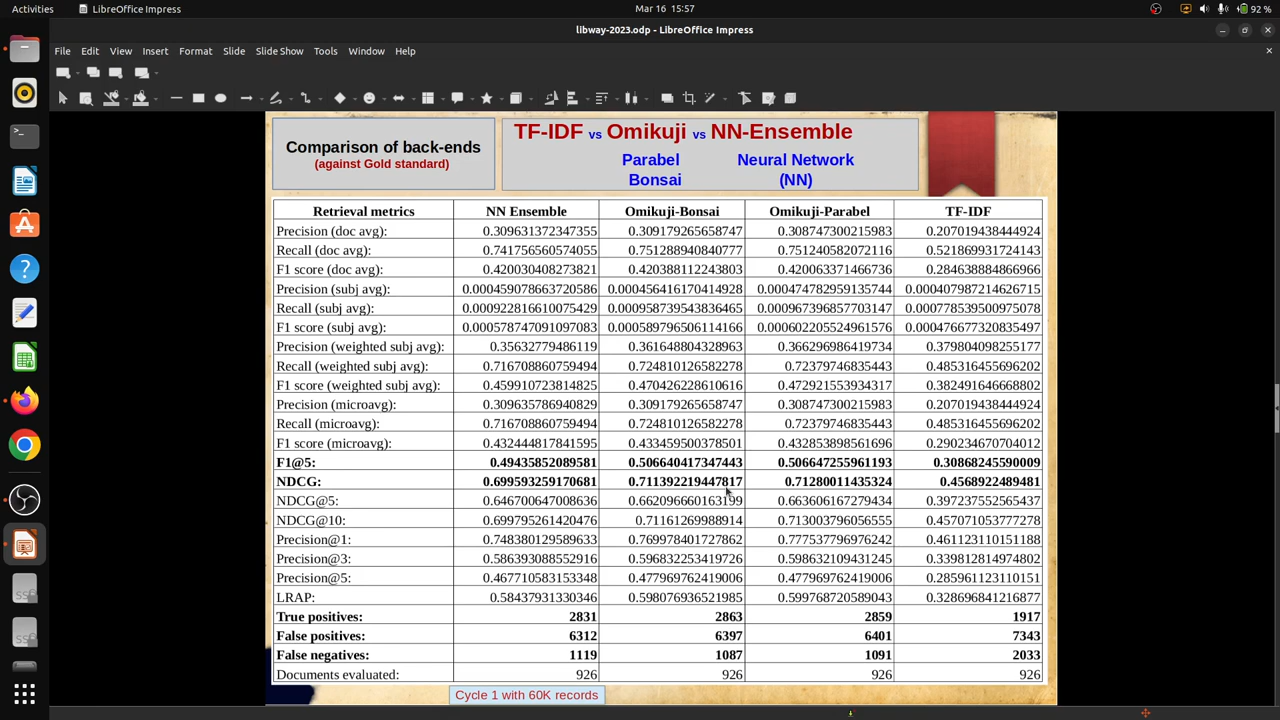 Activities LibreOffice Impress Mar 16 15:57 92 %
libway-2023.odp - LibreOffice Impress
File Edit View Insert Format Slide Slide Show Tools Window Help
Comparison of back-ends
(against Gold standard)
TF-IDF vs Omikuji vs NN-Ensemble
Parabel Neural Network
Bonsai (NN)
Retrieval metrics NN Ensemble Omikuji-Bonsai Omikuji-Parabel TF-IDF
Precision (doc avg): 0.309631372347355 0.309179265658747 0.308747300215983 0.207019438444924
Recall (doc avg): 0.741756560574055 0.751288940840777 0.751240582072116 0.521869931724143
F1 score (doc avg): 0.420030408273821 0.420388112243803 0.420063371466736 0.284638884866966
Precision (subj avg): 0.000459078663720586 0.000456416170414928 0.000474782959135744 0.000407987214626715
Recall (subj avg): 0.000922816610075429 0.000958739543836465 0.000967396857703147 0.000778539500975078
F1 score (subj avg): 0.000578747091097083 0.000589796506114166 0.000602205524961576 0.000476677320835497
Precision (weighted subj avg): 0.35632779486119 0.361648804328963 0.366296986419734 0.379804098255177
Recall (weighted subj avg): 0.716708860759494 0.724810126582278 0.72379746835443 0.485316455696202
F1 score (weighted subj avg): 0.459910723814825 0.470426228610616 0.472921553934317 0.382491646668802
Precision (microavg): 0.309635786940829 0.309179265658747 0.308747300215983 0.207019438444924
Recall (microavg): 0.716708860759494 0.724810126582278 0.72379746835443 0.485316455696202
F1 score (microavg): 0.432444817841595 0.433459500378501 0.432853898561696 0.290234670704012
F1@5: 0.49435852089581 0.506640417347443 0.506647255961193 0.30868245590009
NDCG: 0.699593259170681 0.711392219447817 0.71280011435324 0.4568922489481
NDCG@5: 0.646700647008636 0.662096660163199 0.663606167279434 0.397237552565437
NDCG@10: 0.699795261420476 0.71161269988914 0.713003796056555 0.457071053777278
Precision@1: 0.748380129589633 0.769978401727862 0.777537796976242 0.461123110151188
Precision@3: 0.586393088552916 0.596832253419726 0.598632109431245 0.339812814974802
Precision@5: 0.467710583153348 0.477969762419006 0.477969762419006 0.285961123110151
LRAP: 0.58437931330346 0.598076936521985 0.599768720589043 0.328696841216877
True positives: 2831 2863 2859 1917
False positives: 6312 6397 6401 7343
False negatives: 1119 1087 1091 2033
Documents evaluated: 926 926 926 926
Cycle 1 with 60K records